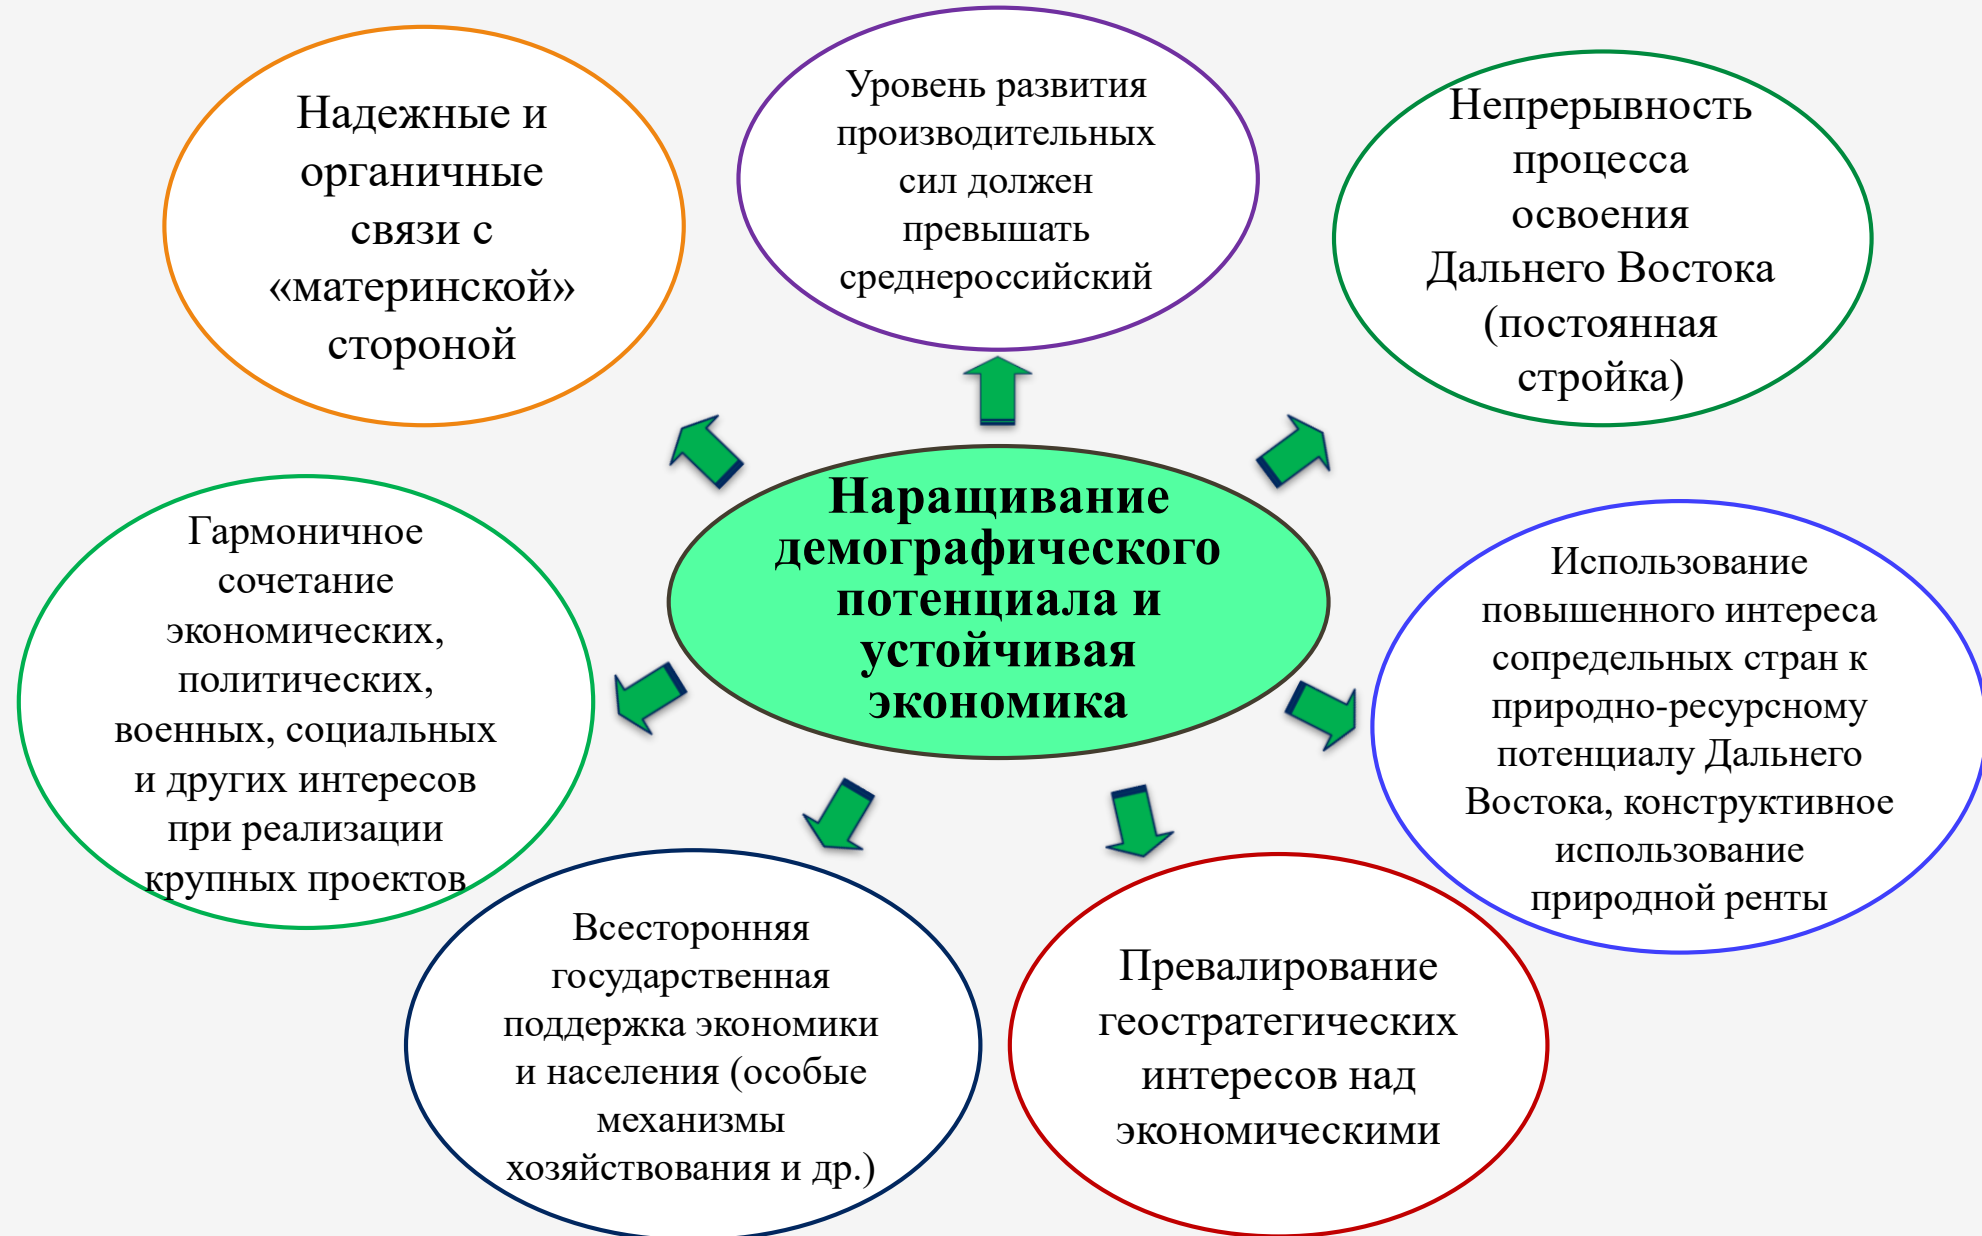 Надежные и
органичные
связи с
«материнской»
стороной
Уровень развития
производительных
сил должен
превышать
среднероссийский
Непрерывность
процесса
освоения
Дальнего Востока
(постоянная
стройка)
Наращивание
демографического
потенциала и
устойчивая
экономика
Гармоничное
сочетание
экономических,
политических,
военных, социальных
и других интересов
при реализации
крупных проектов
Использование
повышенного интереса
сопредельных стран к
природно-ресурсному
потенциалу Дальнего
Востока, конструктивное
использование
природной ренты
Всесторонняя
государственная
поддержка экономики
и населения (особые
механизмы
хозяйствования и др.)
Превалирование
геостратегических
интересов над
экономическими